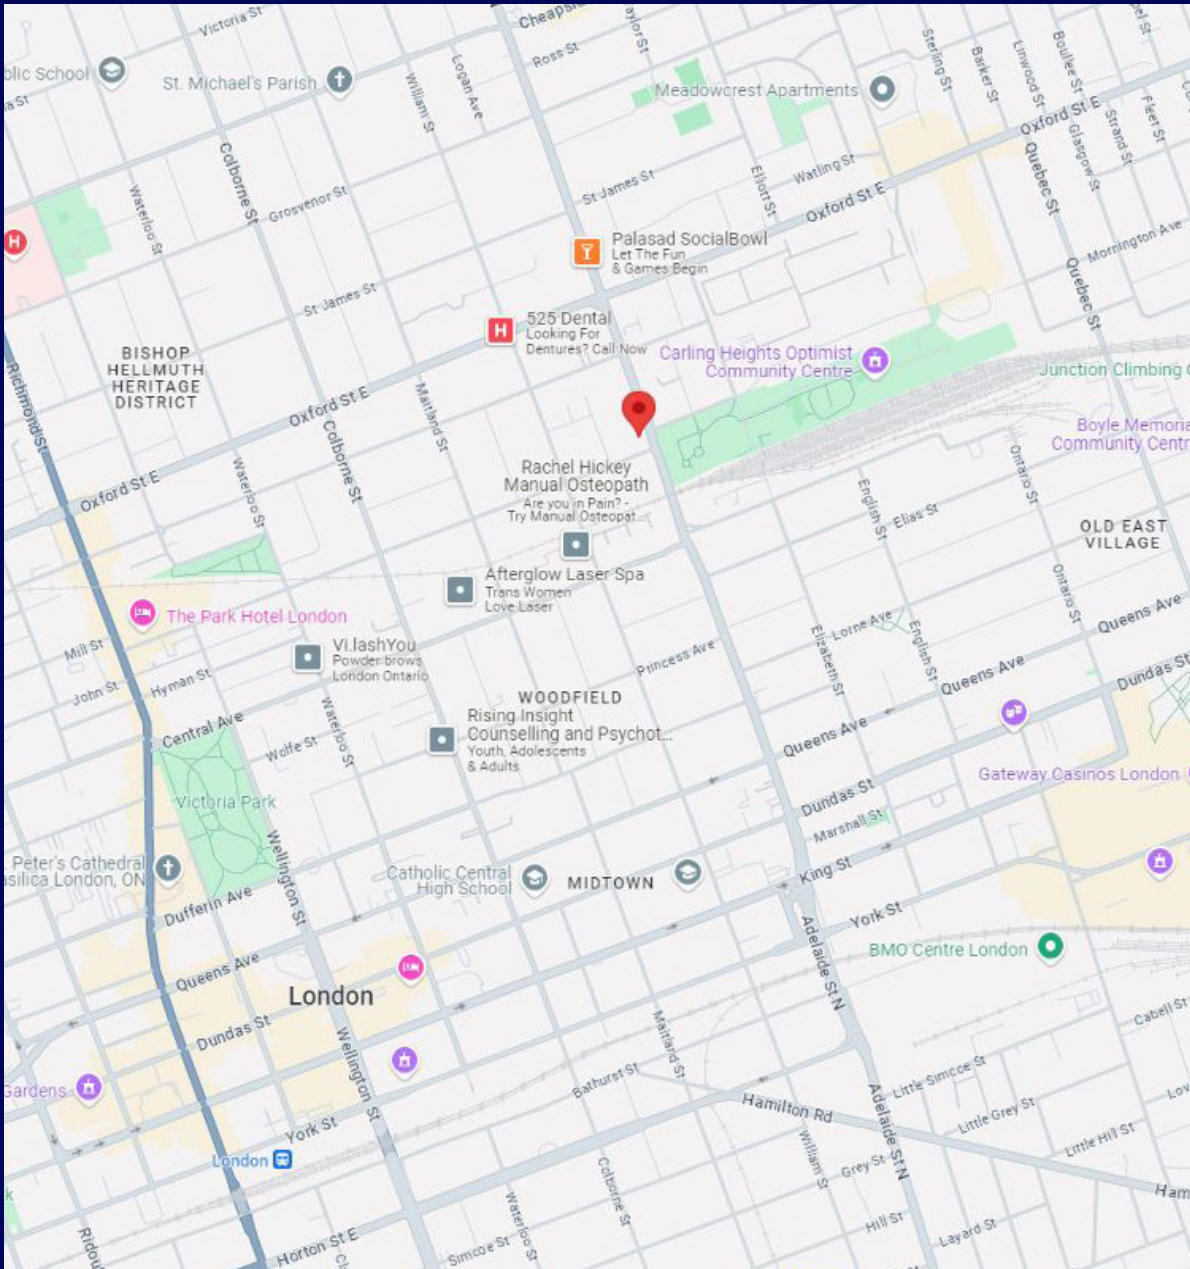 Victoria St
Cheapsi
Ross St
aylor St
blic School
St. Michael's Parish
William St
Logan Ave
Meadowcrest Apartments
Sterling St
Barker St
Linwood St
Boullee St
Oxford St E
Glasgow St
Strand St
Fleet St
Quebec St
Colborne St
Waterloo St
Grosvenor St
St James St
Elliott St
Watling St
Oxford St E
Mornington Ave
H
Palasad SocialBowl
Let The Fun
& Games Begin
Quebec St
St James St
H
525 Dental
Looking For
Dentures? Call Now
Carling Heights Optimist
Community Centre
Junction Climbing C
BISHOP
HELLMUTH
HERITAGE
DISTRICT
Richmond St
Oxford St E
Maitland St
Colborne St
Boyle Memoria
Community Centr
Oxford St E
Waterloo St
Rachel Hickey
Manual Osteopath
Are you in Pain? -
Try Manual Osteopat...
English St
Elias St
Ontario St
OLD EAST
VILLAGE
Afterglow Laser Spa
Trans Women
Love Laser
The Park Hotel London
Ontario St
Queens Ave
Mill St
Vi.lashYou
Powder brows
London Ontario
Princess Ave
Elizabeth St
Lorne Ave
English St
Queens Ave
Dundas St
John St
Hyman St
Waterloo St
WOODFIELD
Rising Insight
Counselling and Psychot...
Youth, Adolescents
& Adults
Central Ave
Wolfe St
Queens Ave
Gateway Casinos London
Victoria Park
Dundas St
Marshall St
. Peter's Cathedral
asilica London, ON
Wellington St
Catholic Central
High School
MIDTOWN
King St
Dufferin Ave
York St
Adelaide St N
BMO Centre London
Queens Ave
London
Dundas St
Wellington St
Maitland St
Cabell St
Gardens
Bathurst St
Little Simcoe St
Lov
Hamilton Rd
Adelaide St N
Little Grey St
York St
London
William St
Grey St
Little Hill St
k
Colborne St
Waterloo St
Ham
Ridou
Horton St E
Simcoe St
Hill St
Layard St